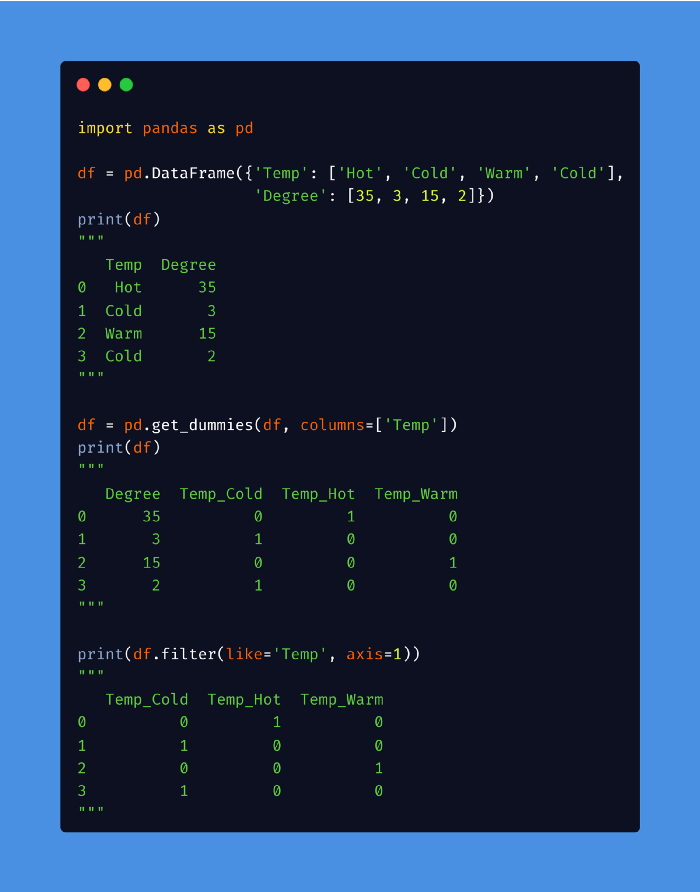 import pandas as pd
df = pd.DataFrame({'Temp': ['Hot', 'Cold', 'Warm', 'Cold'],
                   'Degree': [35, 3, 15, 2]})
print(df)
"""
   Temp  Degree
0   Hot      35
1  Cold       3
2  Warm      15
3  Cold       2
"""
df = pd.get_dummies(df, columns=['Temp'])
print(df)
"""
   Degree  Temp_Cold  Temp_Hot  Temp_Warm
0      35          0         1          0
1       3          1         0          0
2      15          0         0          1
3       2          1         0          0
"""
print(df.filter(like='Temp', axis=1))
"""
   Temp_Cold  Temp_Hot  Temp_Warm
0          0         1          0
1          1         0          0
2          0         0          1
3          1         0          0
"""